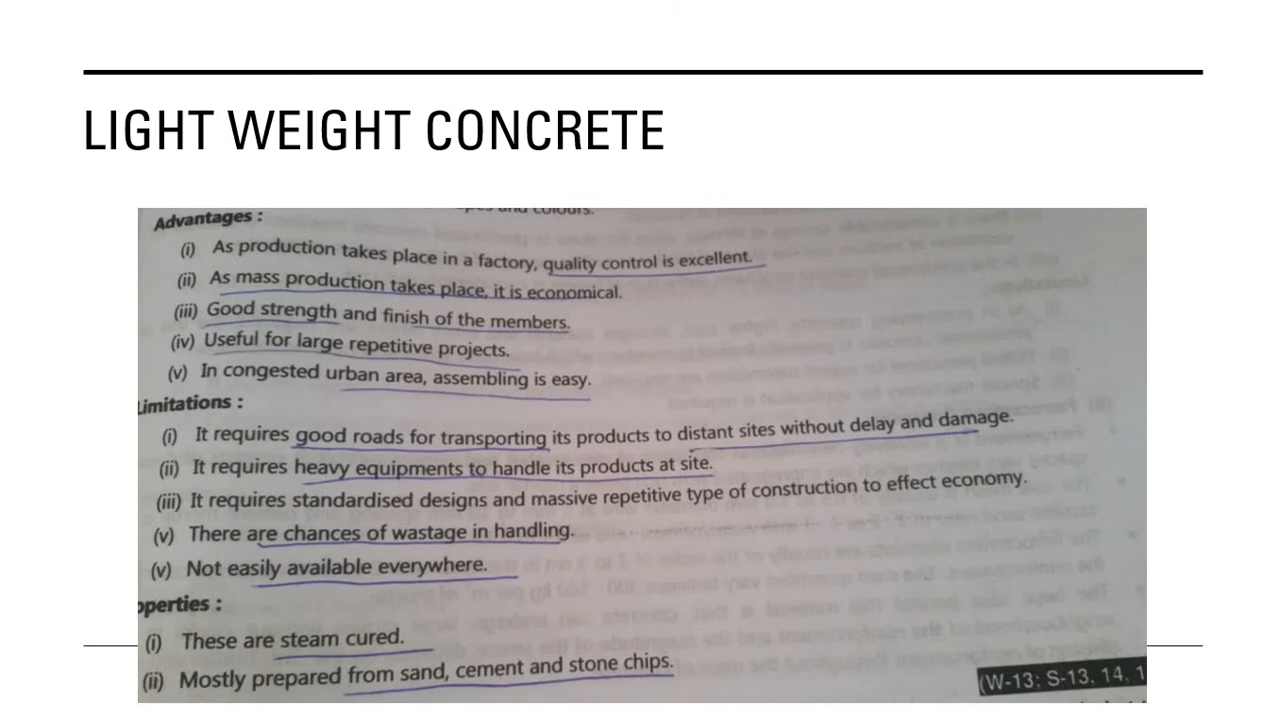 LIGHT WEIGHT CONCRETE
and colours.
Advantages :
(i) As production takes place in a factory, quality control is excellent.
(ii) As mass production takes place, it is economical.
(iii) Good strength and finish of the members.
(iv) Useful for large repetitive projects.
(v) In congested urban area, assembling is easy.
Limitations :
(i) It requires good roads for transporting its products to distant sites without delay and damage.
(ii) It requires heavy equipments to handle its products at site.
(iii) It requires standardised designs and massive repetitive type of construction to effect economy.
(v) There are chances of wastage in handling.
(v) Not easily available everywhere.
operties :
(i) These are steam cured.
(ii) Mostly prepared from sand, cement and stone chips.
(W-13; S-13, 14, 1